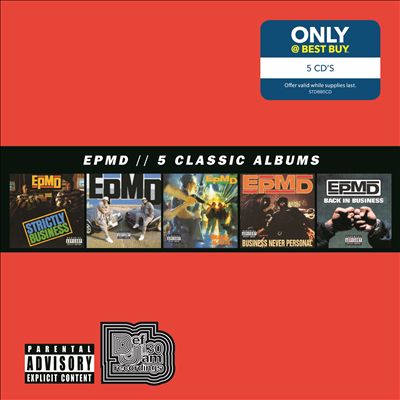 ONLY
@ BEST BUY
5 CD'S
Offer valid while supplies last.
STDBB5CD
EPMD // 5 CLASSIC ALBUMS
EPMD
STRICTLY
BUSINESS
EPMD
EPMD
BUSINESS NEVER PERSONAL
EPMD
BACK IN BUSINESS
PARENTAL
ADVISORY
EXPLICIT CONTENT
Def
Jam
30
recordings